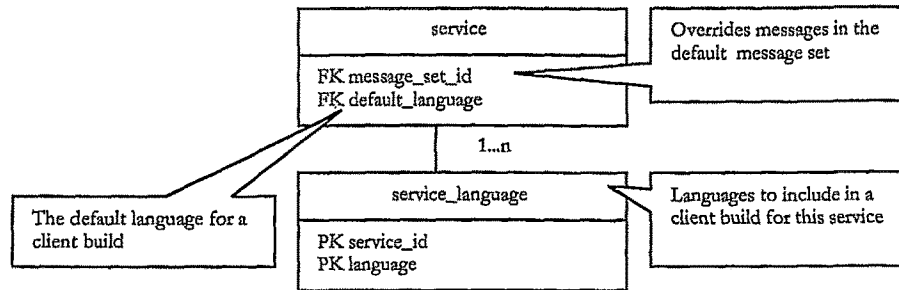 service
FK message_set_id
FK default_language
Overrides messages in the
default message set
1...n
The default language for a
client build
service_language
PK service_id
PK language
Languages to include in a
client build for this service